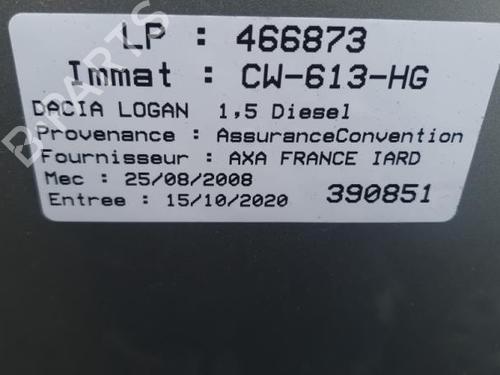 LP : 466873
Immat : CW-613-HG
DACIA LOGAN 1,5 Diesel
Provenance : AssuranceConvention
Fournisseur : AXA FRANCE IARD
Mec : 25/08/2008
Entree : 15/10/2020 390851
B-PARTS